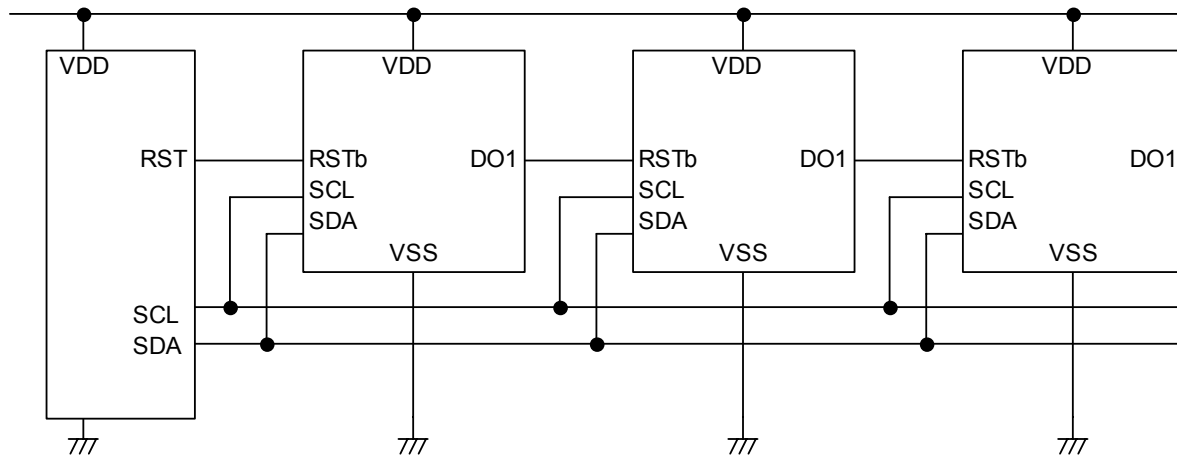 VDD
VDD
VDD
VDD
RST
RSTb
DO1
RSTb
DO1
RSTb
DO1
SCL
SCL
SCL
SDA
SDA
SDA
VSS
VSS
VSS
SCL
SDA